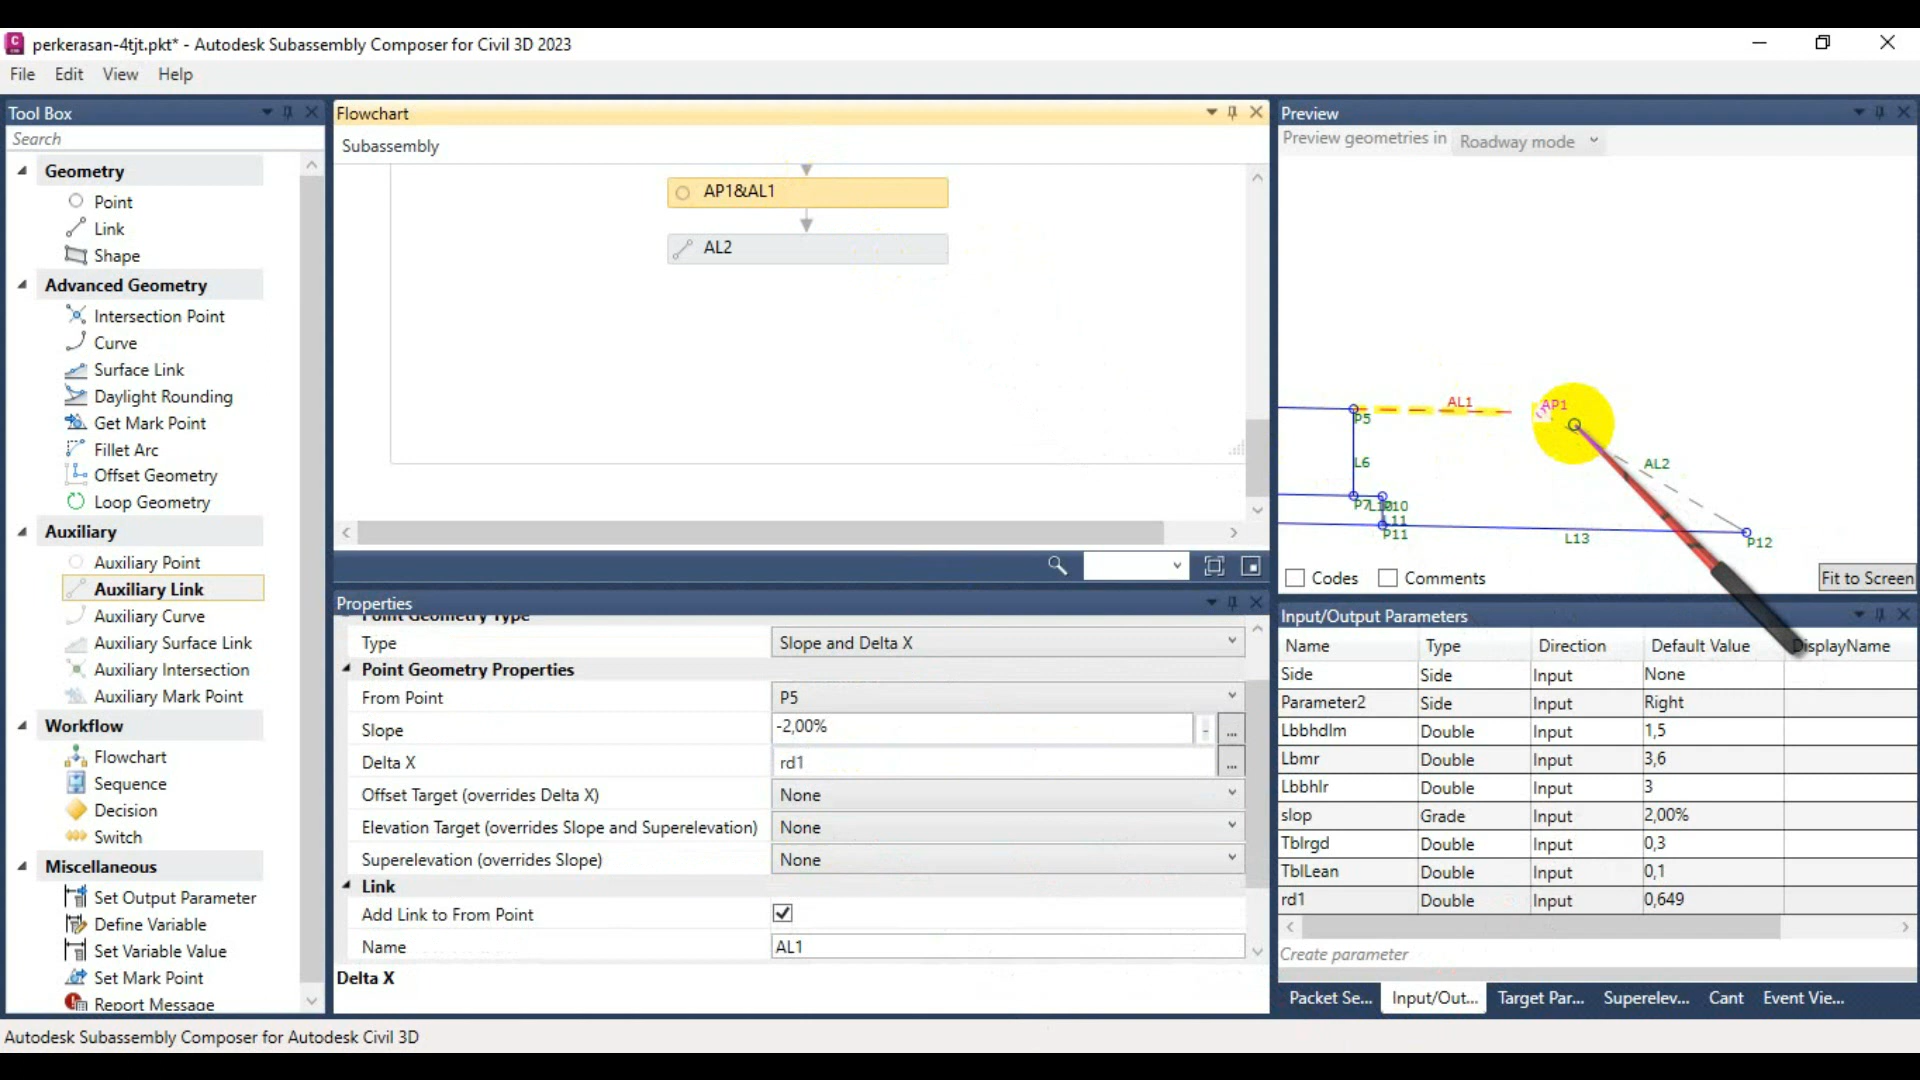 perkerasan-4tjt.pkt* - Autodesk Subassembly Composer for Civil 3D 2023
File Edit View Help
Tool Box
Search
Geometry
Point
Link
Shape
Advanced Geometry
Intersection Point
Curve
Surface Link
Daylight Rounding
Get Mark Point
Fillet Arc
Offset Geometry
Loop Geometry
Auxiliary
Auxiliary Point
Auxiliary Link
Auxiliary Curve
Auxiliary Surface Link
Auxiliary Intersection
Auxiliary Mark Point
Workflow
Flowchart
Sequence
Decision
Switch
Miscellaneous
Set Output Parameter
Define Variable
Set Variable Value
Set Mark Point
Report Message
Flowchart
Subassembly
AP1&AL1
AL2
Properties
Point Geometry Type
Type Slope and Delta X
Point Geometry Properties
From Point P5
Slope -2,00% ...
Delta X rd1 ...
Offset Target (overrides Delta X) None
Elevation Target (overrides Slope and Superelevation) None
Superelevation (overrides Slope) None
Link
Add Link to From Point
Name AL1
Delta X
Preview
Preview geometries in Roadway mode
AL1
AP1
P5
L6
AL2
P7
P10
L11
P11
L13
P12
Codes Comments Fit to Screen
Input/Output Parameters
Name Type Direction Default Value DisplayName
Side Side Input None
Parameter2 Side Input Right
Lbbhdlm Double Input 1,5
Lbmr Double Input 3,6
Lbbhlr Double Input 3
slop Grade Input 2,00%
Tblrgd Double Input 0,3
TblLean Double Input 0,1
rd1 Double Input 0,649
Create parameter
Packet Se... Input/Out... Target Par... Superelev... Cant Event Vie...
Autodesk Subassembly Composer for Autodesk Civil 3D